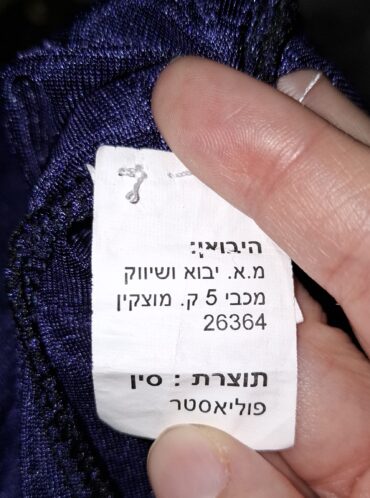 היבואן:
מ.א. יבוא ושיווק
מכבי 5 ק. מוצקין
26364
תוצרת : סין
פוליאסטר